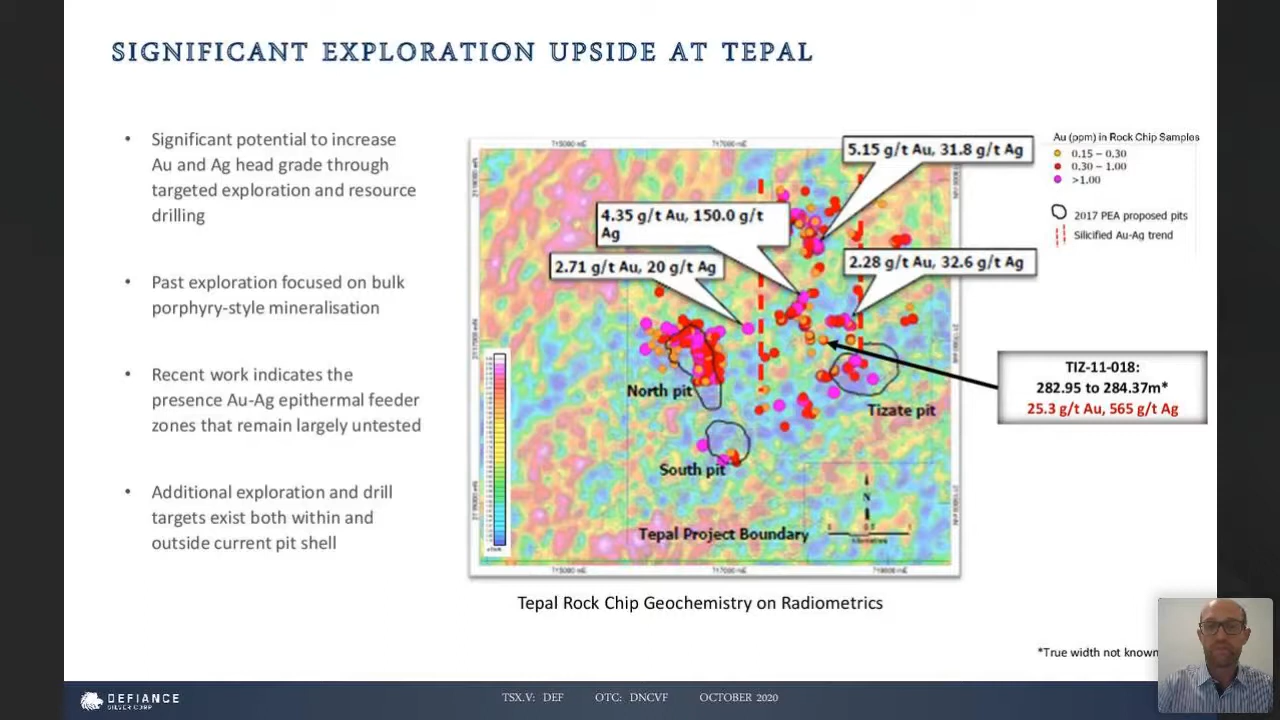 SIGNIFICANT EXPLORATION UPSIDE AT TEPAL
• Significant potential to increase
Au and Ag head grade through
targeted exploration and resource
drilling
• Past exploration focused on bulk
porphyry-style mineralisation
• Recent work indicates the
presence Au-Ag epithermal feeder
zones that remain largely untested
• Additional exploration and drill
targets exist both within and
outside current pit shell
5.15 g/t Au, 31.8 g/t Ag
4.35 g/t Au, 150.0 g/t
Ag
2.71 g/t Au, 20 g/t Ag
2.28 g/t Au, 32.6 g/t Ag
North pit
Tizate pit
South pit
N
Tepal Project Boundary
Au (ppm) in Rock Chip Samples
0.15 – 0.30
0.30 – 1.00
>1.00
2017 PEA proposed pits
Silicified Au-Ag trend
TIZ-11-018:
282.95 to 284.37m*
25.3 g/t Au, 565 g/t Ag
Tepal Rock Chip Geochemistry on Radiometrics
*True width not known
DEFIANCE
SILVER CORP
TSX.V: DEF OTC: DNCVF OCTOBER 2020